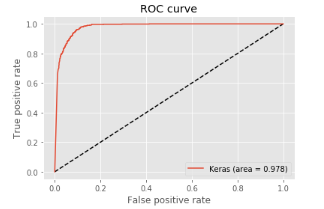 ROC curve
1.0
0.8
0.6
0.4
0.2
0.0
True positive rate
Keras (area = 0.978)
0.0 0.2 0.4 0.6 0.8 1.0
False positive rate